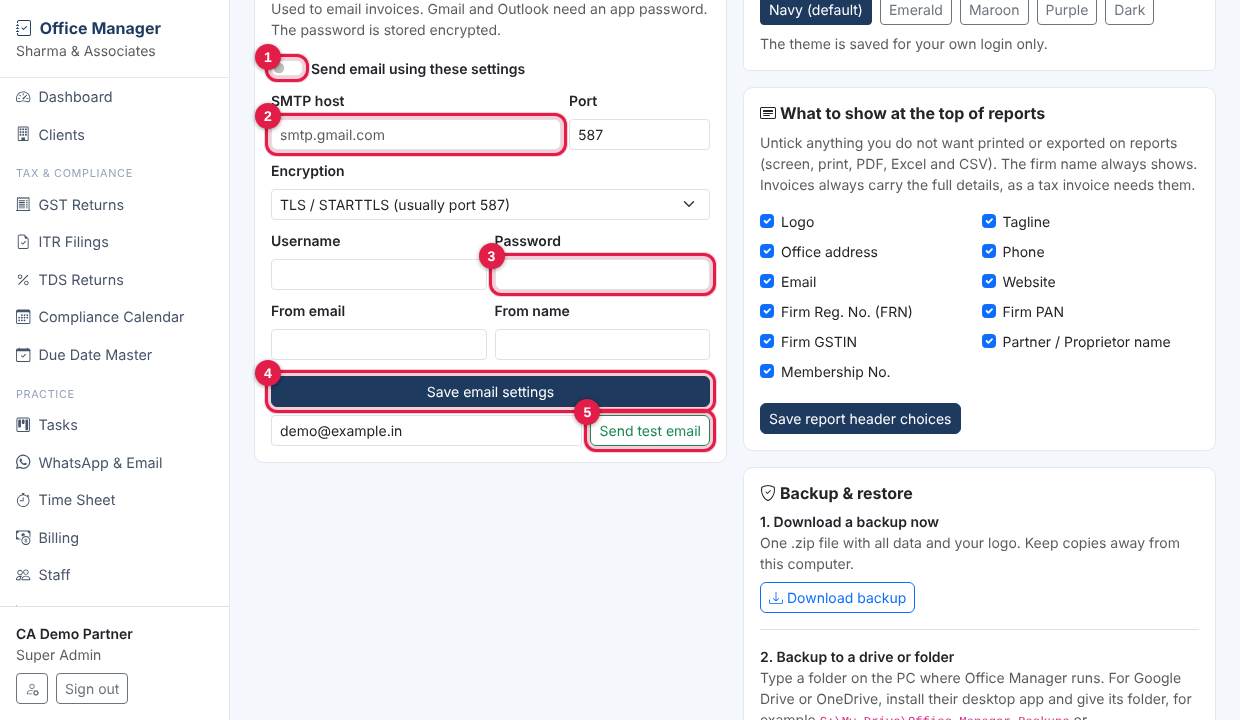 Office Manager
Sharma & Associates
Dashboard
Clients
TAX & COMPLIANCE
GST Returns
ITR Filings
TDS Returns
Compliance Calendar
Due Date Master
PRACTICE
Tasks
WhatsApp & Email
Time Sheet
Billing
Staff
CA Demo Partner
Super Admin
Sign out
Used to email invoices. Gmail and Outlook need an app password.
The password is stored encrypted.
1
Send email using these settings
SMTP host
Port
2
smtp.gmail.com
587
Encryption
TLS / STARTTLS (usually port 587)
Username
Password
3
From email
From name
4
Save email settings
5
demo@example.in
Send test email
Navy (default)
Emerald
Maroon
Purple
Dark
The theme is saved for your own login only.
What to show at the top of reports
Untick anything you do not want printed or exported on reports
(screen, print, PDF, Excel and CSV). The firm name always shows.
Invoices always carry the full details, as a tax invoice needs them.
Logo
Tagline
Office address
Phone
Email
Website
Firm Reg. No. (FRN)
Firm PAN
Firm GSTIN
Partner / Proprietor name
Membership No.
Save report header choices
Backup & restore
1. Download a backup now
One .zip file with all data and your logo. Keep copies away from
this computer.
Download backup
2. Backup to a drive or folder
Type a folder on the PC where Office Manager runs. For Google
Drive or OneDrive, install their desktop app and give its folder, for
example G:\My Drive\Office Manager Backups or